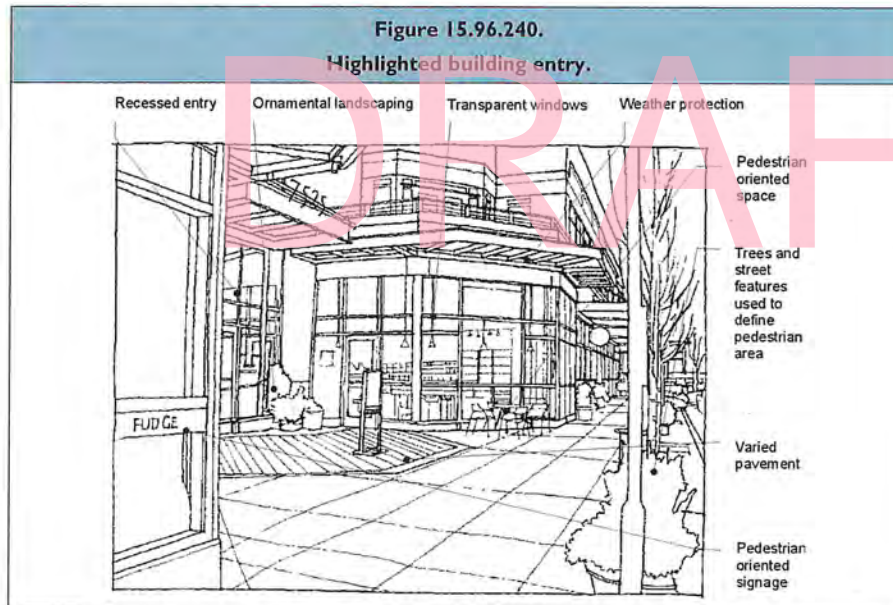 Figure 15.96.240.
Highlighted building entry.
Recessed entry Ornamental landscaping Transparent windows Weather protection
DRAF
Pedestrian
oriented
space
7525
Trees and
street
features
used to
define
pedestrian
area
FUDGE
Varied
pavement
Pedestrian
oriented
signage